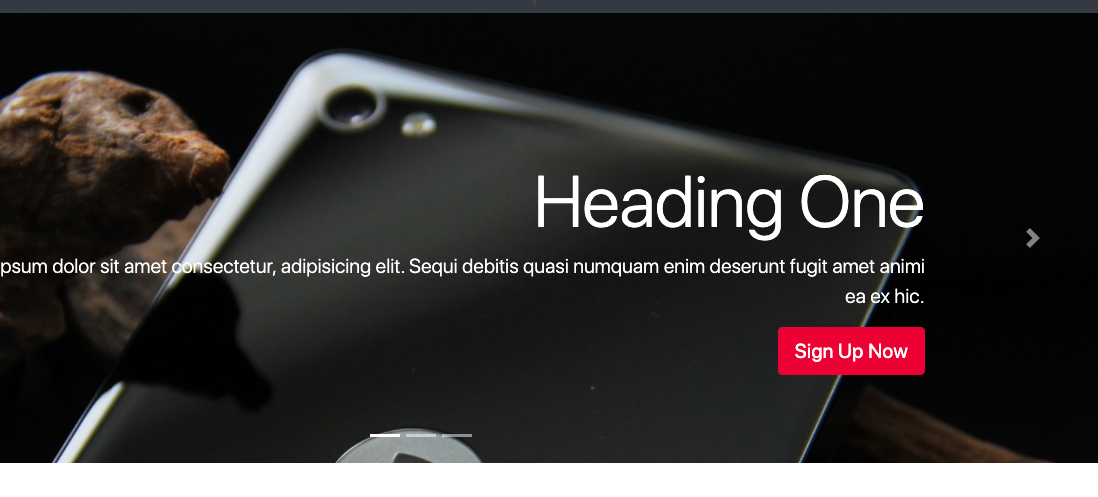 Heading One
psum dolor sit amet consectetur, adipisicing elit. Sequi debitis quasi numquam enim deserunt fugit amet animi
ea ex hic.
Sign Up Now